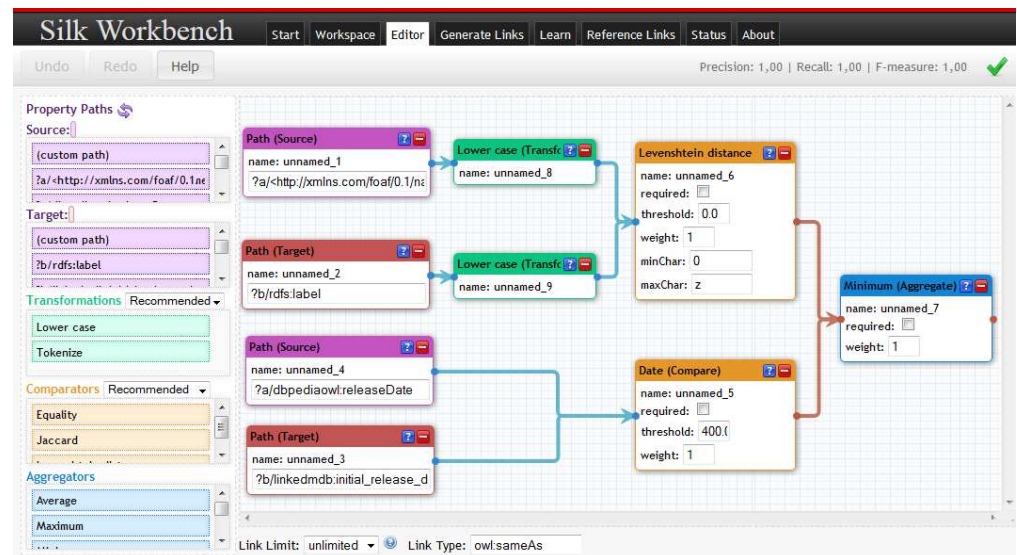 Silk Workbench
Start Workspace Editor Generate Links Learn Reference Links Status About
Undo Redo Help
Precision: 1,00 | Recall: 1,00 | F-measure: 1,00
Property Paths
Source:
(custom path)
?a/<http://xmlns.com/foaf/0.1
Target:
(custom path)
?b/rdfs:label
Transformations Recommended
Lower case
Tokenize
Comparators Recommended
Equality
Jaccard
Aggregators
Average
Maximum
Path (Source)
name: unnamed_1
?a/<http://xmlns.com/foaf/0.1/na
Lower case (Transfc
name: unnamed_8
Path (Target)
name: unnamed_2
?b/rdfs:label
Lower case (Transfc
name: unnamed_9
Path (Source)
name: unnamed_4
?a/dbpediaowl:releaseDate
Path (Target)
name: unnamed_3
?b/linkedmdb:initial_release_d
Levenshtein distance
name: unnamed_6
required:
threshold: 0.0
weight: 1
minChar: 0
maxChar: z
Date (Compare)
name: unnamed_5
required:
threshold: 400.
weight: 1
Minimum (Aggregate)
name: unnamed_7
required:
weight: 1
Link Limit: unlimited Link Type: owl:sameAs